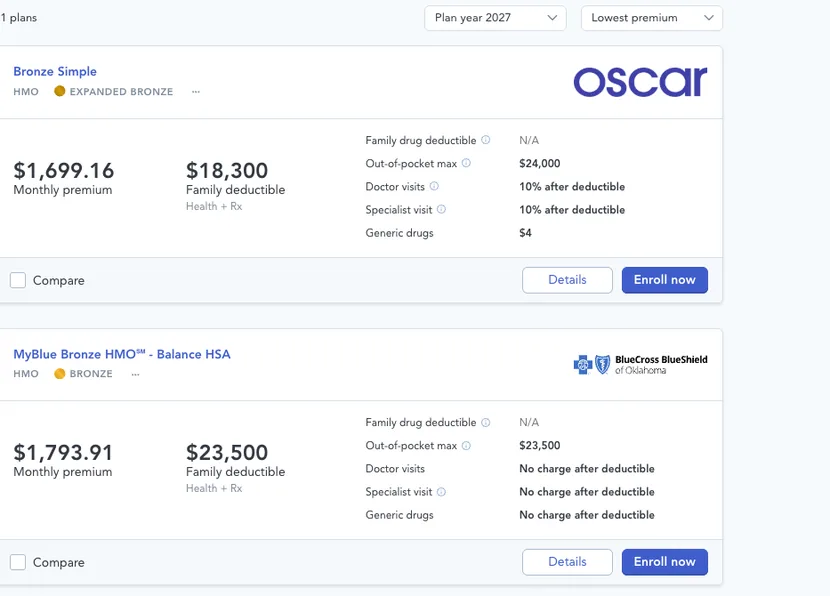 1 plans
Plan year 2027
Lowest premium
Bronze Simple
HMO EXPANDED BRONZE ...
oscar
$1,699.16
Monthly premium
$18,300
Family deductible
Health + Rx
Family drug deductible N/A
Out-of-pocket max $24,000
Doctor visits 10% after deductible
Specialist visit 10% after deductible
Generic drugs $4
Compare
Details
Enroll now
MyBlue Bronze HMO℠ - Balance HSA
HMO BRONZE ...
BlueCross BlueShield
of Oklahoma
$1,793.91
Monthly premium
$23,500
Family deductible
Health + Rx
Family drug deductible N/A
Out-of-pocket max $23,500
Doctor visits No charge after deductible
Specialist visit No charge after deductible
Generic drugs No charge after deductible
Compare
Details
Enroll now